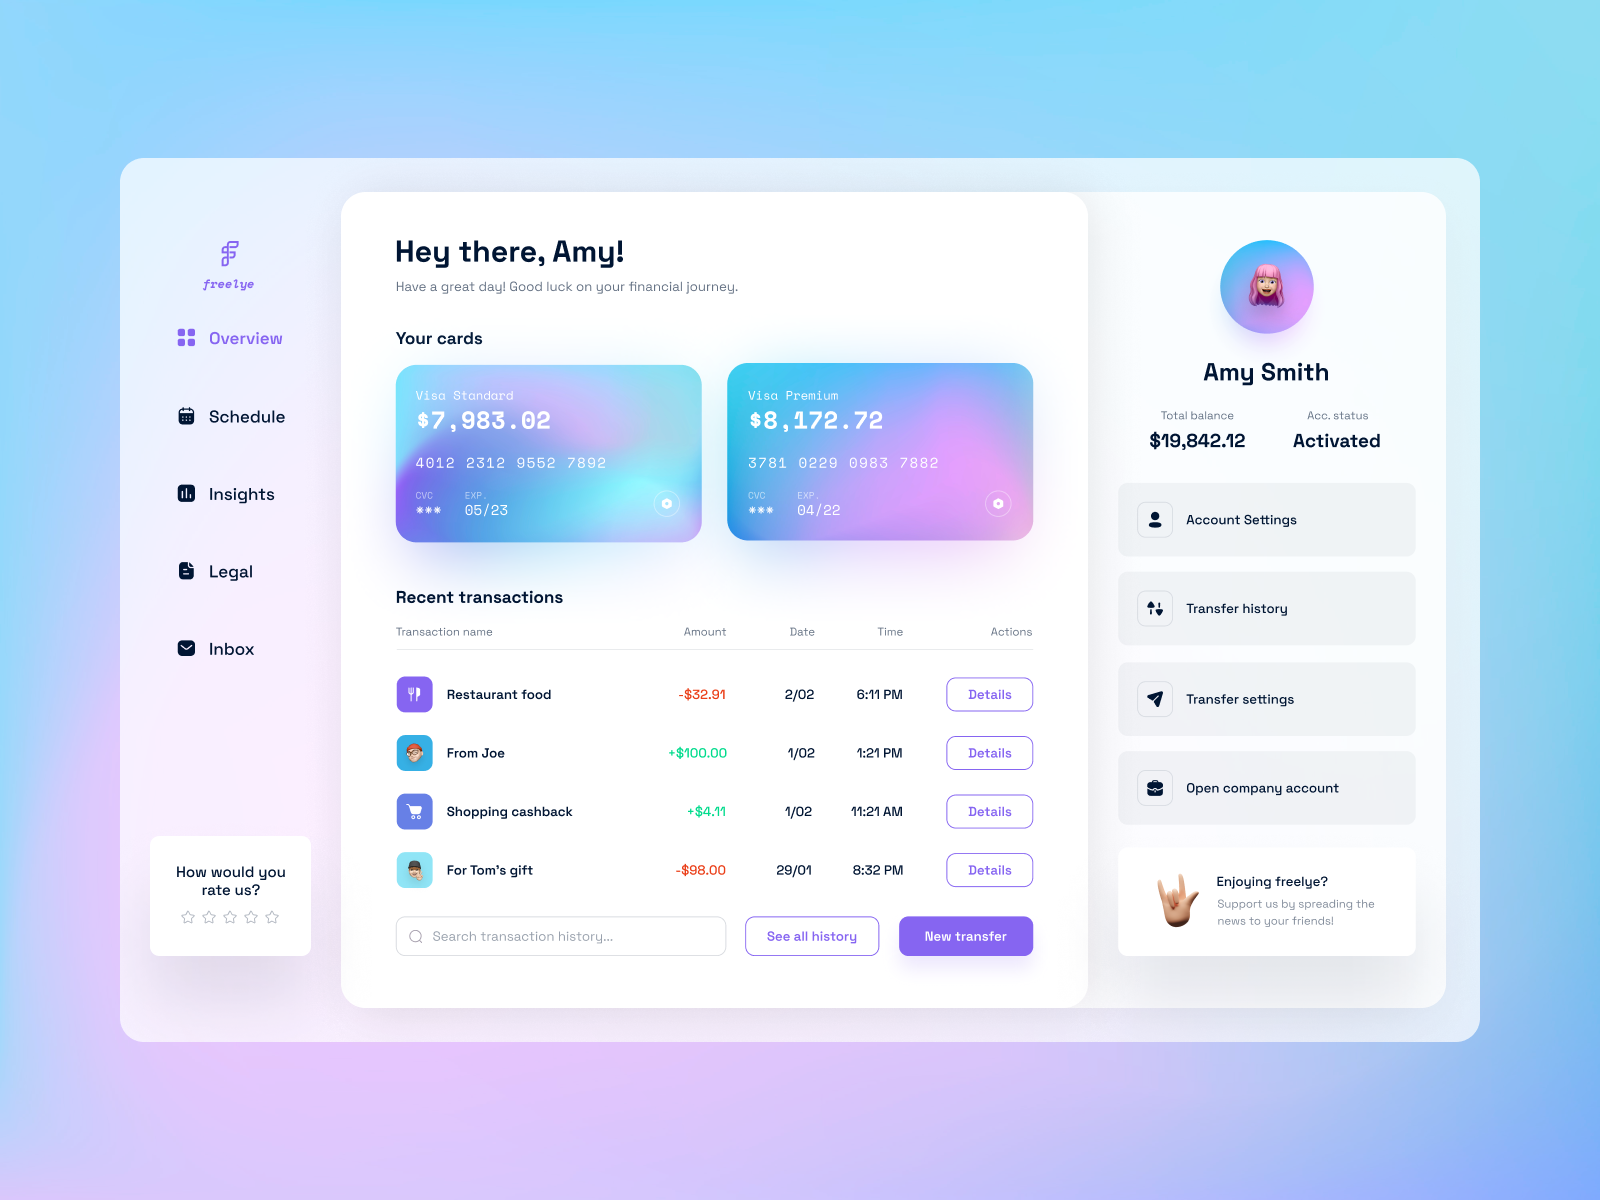 freelye
Overview
Schedule
Insights
Legal
Inbox
How would you
rate us?
Hey there, Amy!
Have a great day! Good luck on your financial journey.
Your cards
Visa Standard
$7,983.02
4012 2312 9552 7892
CVC EXP.
*** 05/23
Visa Premium
$8,172.72
3781 0229 0983 7882
CVC EXP.
*** 04/22
Recent transactions
Transaction name Amount Date Time Actions
Restaurant food -$32.91 2/02 6:11 PM Details
From Joe +$100.00 1/02 1:21 PM Details
Shopping cashback +$4.11 1/02 11:21 AM Details
For Tom's gift -$98.00 29/01 8:32 PM Details
Search transaction history... See all history New transfer
Amy Smith
Total balance Acc. status
$19,842.12 Activated
Account Settings
Transfer history
Transfer settings
Open company account
Enjoying freelye?
Support us by spreading the
news to your friends!